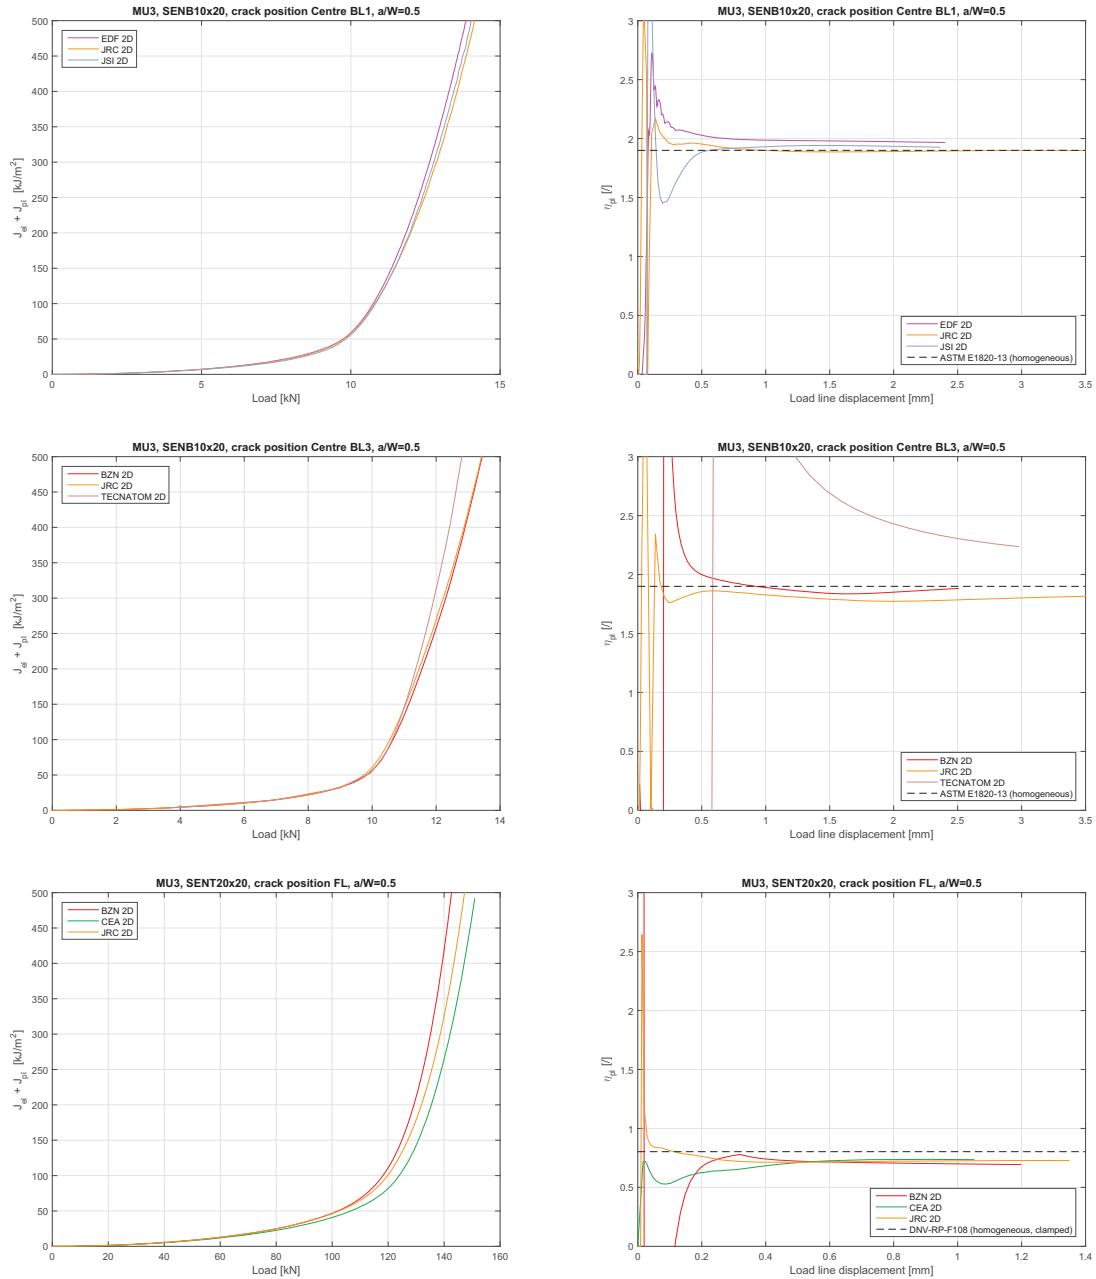 MU3, SENB10x20, crack position Centre BL1, a/W=0.5
500
450
400
350
300
250
200
150
100
50
0
J_el + J_pl [kJ/m²]
EDF 2D
JRC 2D
JSI 2D
0 5 10 15
Load [kN]
MU3, SENB10x20, crack position Centre BL1, a/W=0.5
3
2.5
2
1.5
1
0.5
0
η_pl [/]
EDF 2D
JRC 2D
JSI 2D
ASTM E1820-13 (homogeneous)
0 0.5 1 1.5 2 2.5 3 3.5
Load line displacement [mm]
MU3, SENB10x20, crack position Centre BL3, a/W=0.5
500
450
400
350
300
250
200
150
100
50
0
J_el + J_pl [kJ/m²]
BZN 2D
JRC 2D
TECNATOM 2D
0 2 4 6 8 10 12 14
Load [kN]
MU3, SENB10x20, crack position Centre BL3, a/W=0.5
3
2.5
2
1.5
1
0.5
0
η_pl [/]
BZN 2D
JRC 2D
TECNATOM 2D
ASTM E1820-13 (homogeneous)
0 0.5 1 1.5 2 2.5 3 3.5
Load line displacement [mm]
MU3, SENT20x20, crack position FL, a/W=0.5
500
450
400
350
300
250
200
150
100
50
0
J_el + J_pl [kJ/m²]
BZN 2D
CEA 2D
JRC 2D
0 20 40 60 80 100 120 140 160
Load [kN]
MU3, SENT20x20, crack position FL, a/W=0.5
3
2.5
2
1.5
1
0.5
0
η_pl [/]
BZN 2D
CEA 2D
JRC 2D
DNV-RP-F108 (homogeneous, clamped)
0 0.2 0.4 0.6 0.8 1 1.2 1.4
Load line displacement [mm]